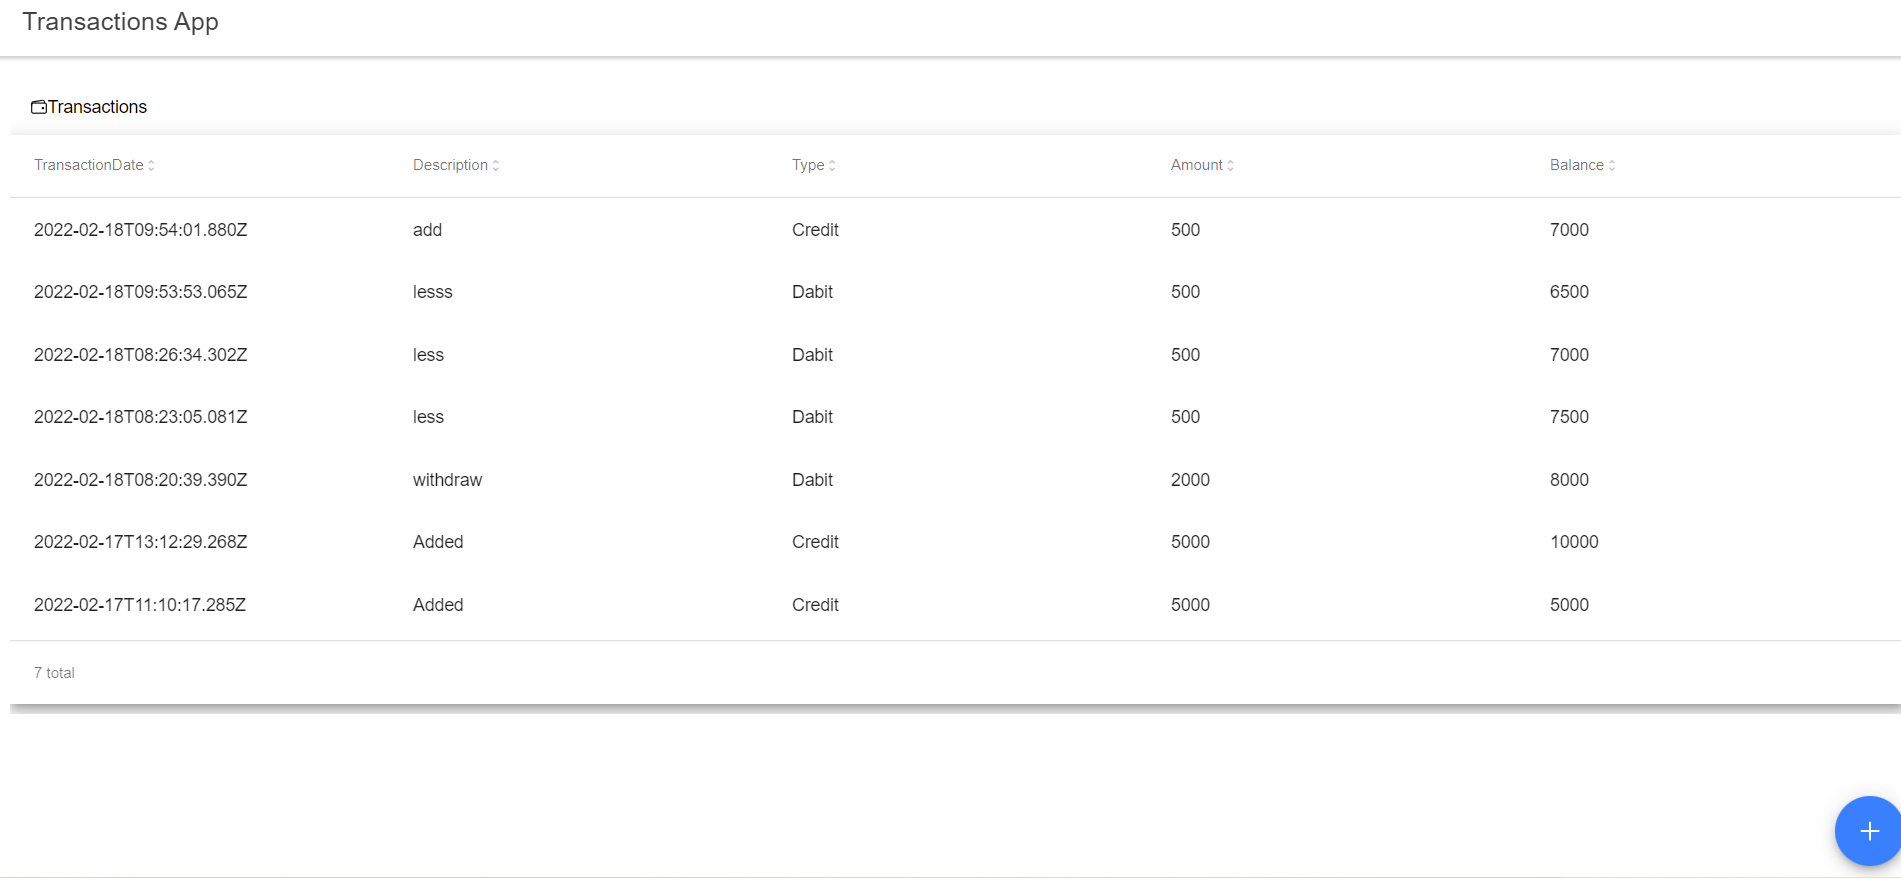 Transactions App
Transactions
TransactionDate Description Type Amount Balance
2022-02-18T09:54:01.880Z add Credit 500 7000
2022-02-18T09:53:53.065Z lesss Dabit 500 6500
2022-02-18T08:26:34.302Z less Dabit 500 7000
2022-02-18T08:23:05.081Z less Dabit 500 7500
2022-02-18T08:20:39.390Z withdraw Dabit 2000 8000
2022-02-17T13:12:29.268Z Added Credit 5000 10000
2022-02-17T11:10:17.285Z Added Credit 5000 5000
7 total